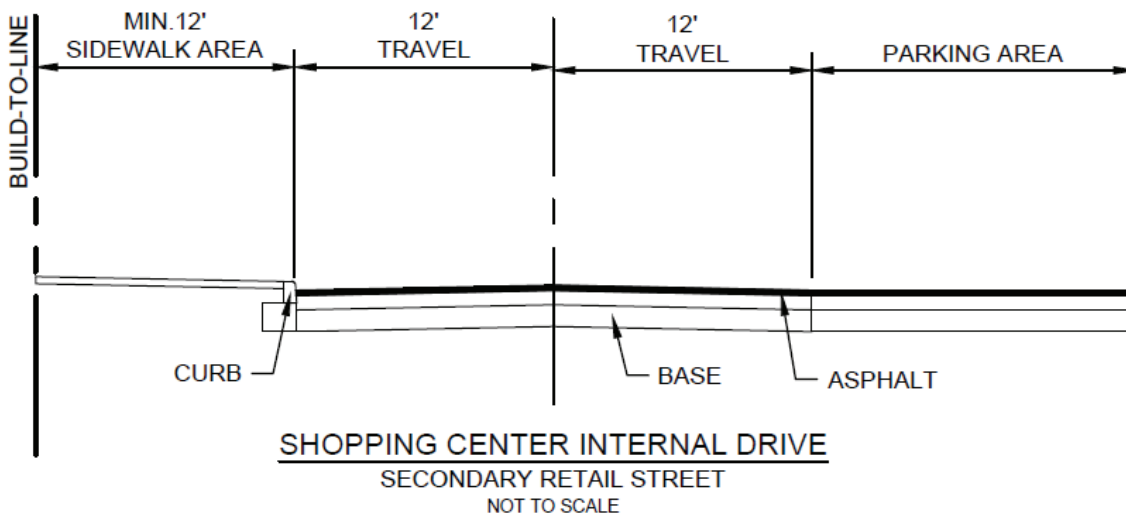 BUILD-TO-LINE
MIN.12'
SIDEWALK AREA
12'
TRAVEL
12'
TRAVEL
PARKING AREA
CURB
BASE
ASPHALT
SHOPPING CENTER INTERNAL DRIVE
SECONDARY RETAIL STREET
NOT TO SCALE